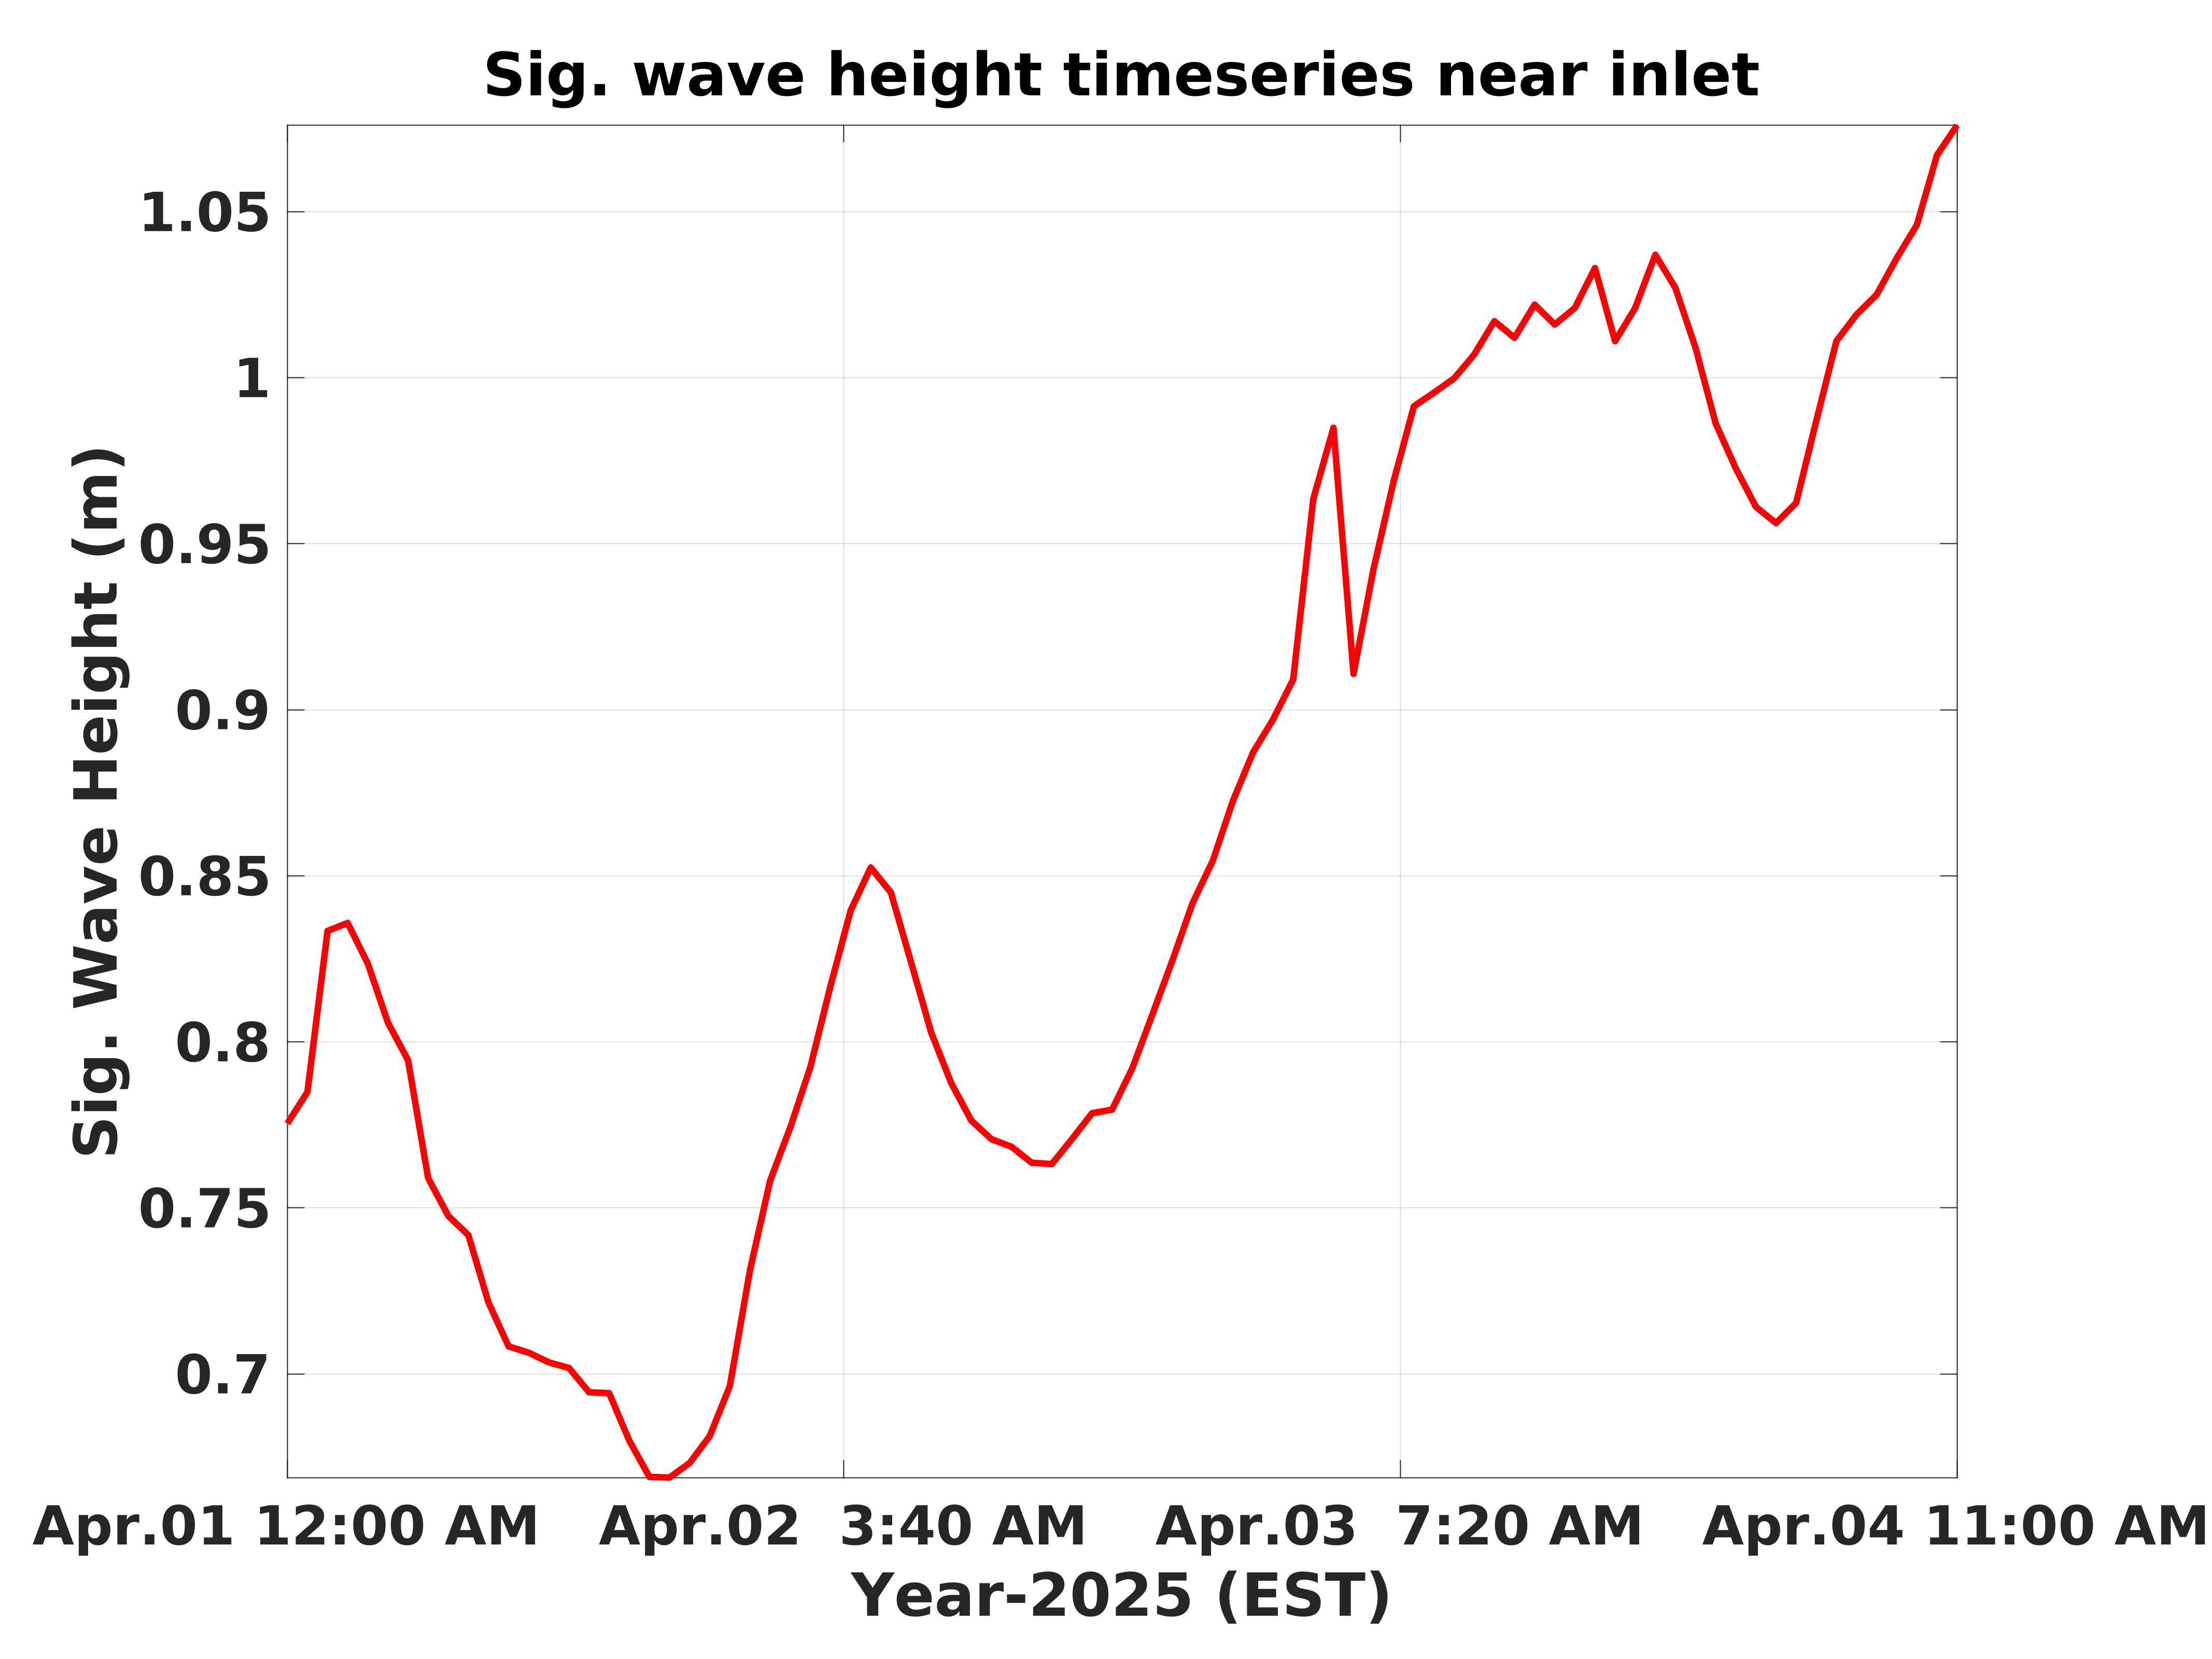 Sig. wave height timeseries near inlet
Sig. Wave Height (m)
1.05
1
0.95
0.9
0.85
0.8
0.75
0.7
Apr.01 12:00 AM Apr.02 3:40 AM Apr.03 7:20 AM Apr.04 11:00 AM
Year-2025 (EST)